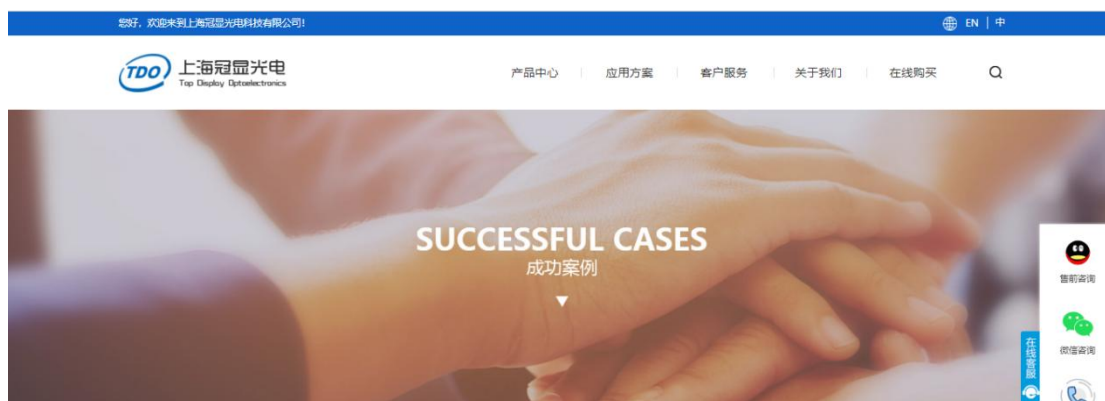 您好，欢迎来到上海冠显光电科技有限公司！
EN | 中
TDO 上海冠显光电
Top Display Optoelectronics
产品中心 应用方案 客户服务 关于我们 在线购买
SUCCESSFUL CASES
成功案例
售前咨询
微信咨询
在线客服